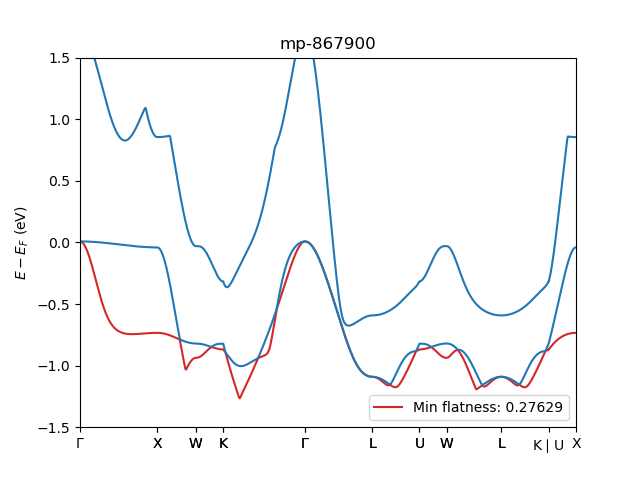 mp-867900
E − E_F (eV)
1.5
1.0
0.5
0.0
−0.5
−1.0
−1.5
Min flatness: 0.27629
Γ X W K Γ L U W L K | U X